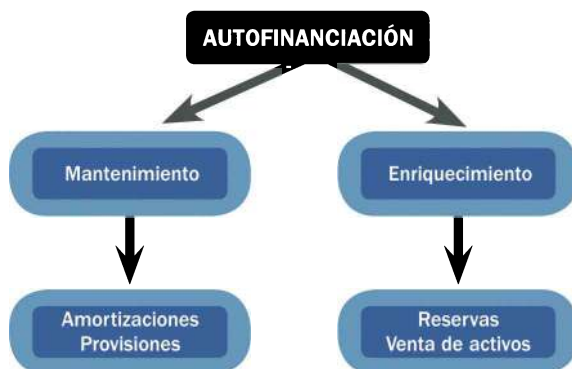 AUTOFINANCIACIÓN
Mantenimiento
Enriquecimiento
Amortizaciones
Provisiones
Reservas
Venta de activos